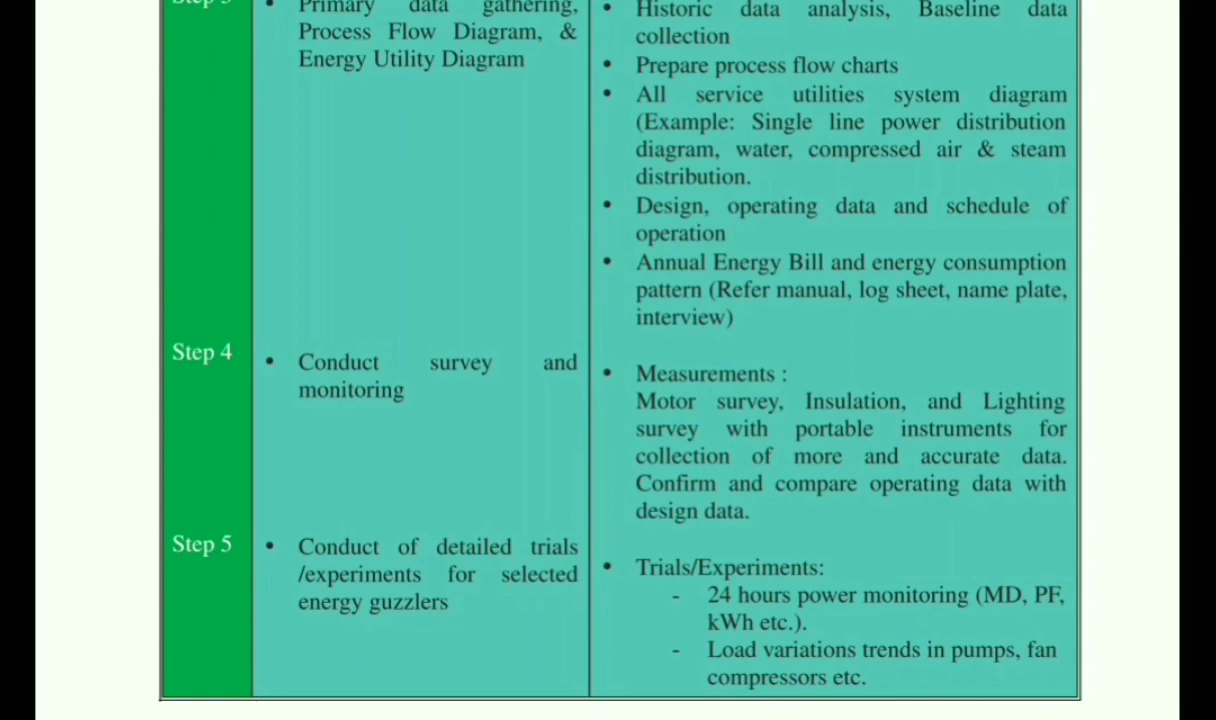 Step 3
• Primary data gathering,
Process Flow Diagram, &
Energy Utility Diagram
• Historic data analysis, Baseline data
collection
• Prepare process flow charts
• All service utilities system diagram
(Example: Single line power distribution
diagram, water, compressed air & steam
distribution.
• Design, operating data and schedule of
operation
• Annual Energy Bill and energy consumption
pattern (Refer manual, log sheet, name plate,
interview)
Step 4
• Conduct survey and
monitoring
• Measurements :
Motor survey, Insulation, and Lighting
survey with portable instruments for
collection of more and accurate data.
Confirm and compare operating data with
design data.
Step 5
• Conduct of detailed trials
/experiments for selected
energy guzzlers
• Trials/Experiments:
- 24 hours power monitoring (MD, PF,
kWh etc.).
- Load variations trends in pumps, fan
compressors etc.